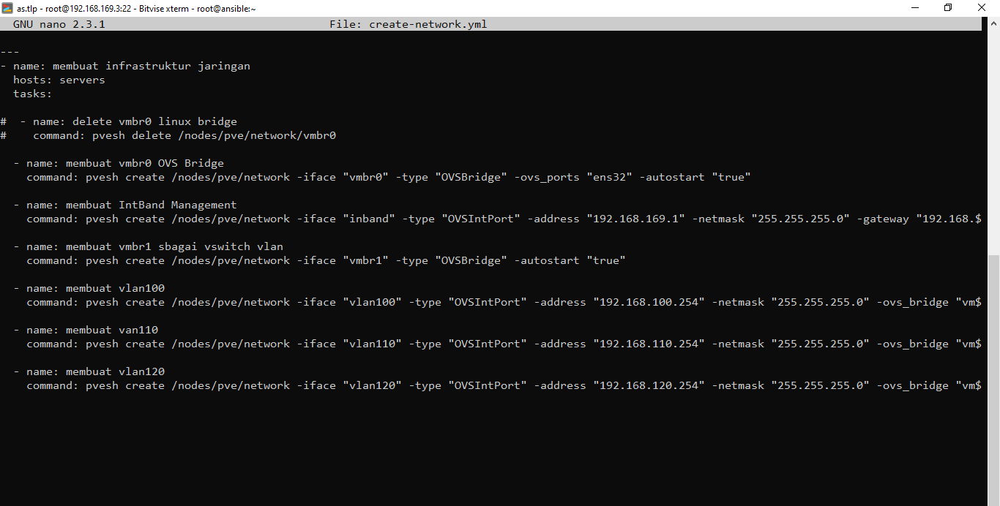 as.tlp - root@192.168.169.3:22 - Bitvise xterm - root@ansible:~
GNU nano 2.3.1 File: create-network.yml
---
- name: membuat infrastruktur jaringan
  hosts: servers
  tasks:
#  - name: delete vmbr0 linux bridge
#    command: pvesh delete /nodes/pve/network/vmbr0
  - name: membuat vmbr0 OVS Bridge
    command: pvesh create /nodes/pve/network -iface "vmbr0" -type "OVSBridge" -ovs_ports "ens32" -autostart "true"
  - name: membuat IntBand Management
    command: pvesh create /nodes/pve/network -iface "inband" -type "OVSIntPort" -address "192.168.169.1" -netmask "255.255.255.0" -gateway "192.168.$
  - name: membuat vmbr1 sbagai vswitch vlan
    command: pvesh create /nodes/pve/network -iface "vmbr1" -type "OVSBridge" -autostart "true"
  - name: membuat vlan100
    command: pvesh create /nodes/pve/network -iface "vlan100" -type "OVSIntPort" -address "192.168.100.254" -netmask "255.255.255.0" -ovs_bridge "vm$
  - name: membuat van110
    command: pvesh create /nodes/pve/network -iface "vlan110" -type "OVSIntPort" -address "192.168.110.254" -netmask "255.255.255.0" -ovs_bridge "vm$
  - name: membuat vlan120
    command: pvesh create /nodes/pve/network -iface "vlan120" -type "OVSIntPort" -address "192.168.120.254" -netmask "255.255.255.0" -ovs_bridge "vm$